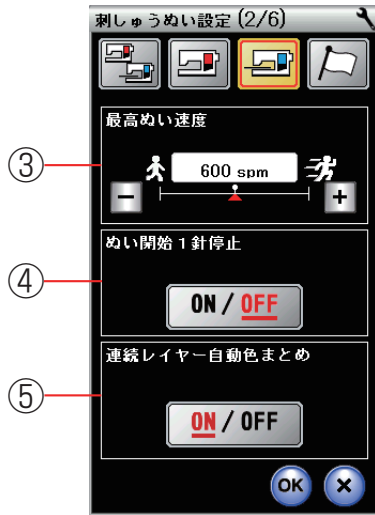 刺しゅうぬい設定 (2/6)
③
最高ぬい速度
600 spm
− +
④
ぬい開始１針停止
ON / OFF
⑤
連続レイヤー自動色まとめ
ON / OFF
OK ×